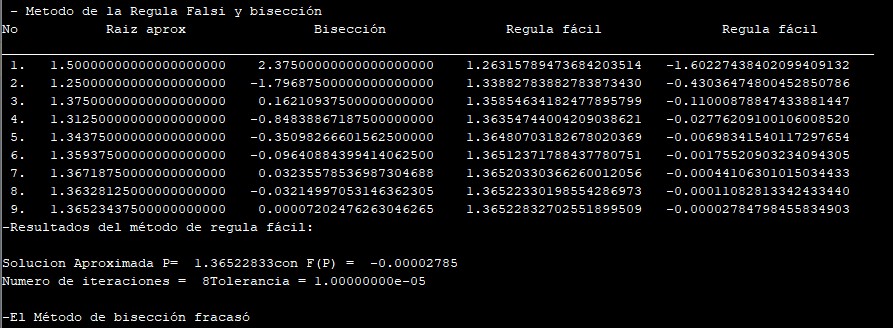 - Metodo de la Regula Falsi y bisección
No Raiz aprox Bisección Regula fácil Regula fácil
1. 1.50000000000000000000 2.37500000000000000000 1.26315789473684203514 -1.60227438402099409132
2. 1.25000000000000000000 -1.79687500000000000000 1.33882783882783873430 -0.43036474800452850786
3. 1.37500000000000000000 0.16210937500000000000 1.35854634182477895799 -0.11000878847433881447
4. 1.31250000000000000000 -0.84838867187500000000 1.36354744004209038621 -0.02776209100106008520
5. 1.34375000000000000000 -0.35098266601562500000 1.36480703182678020369 -0.00698341540117297654
6. 1.35937500000000000000 -0.09640884399414062500 1.36512371788437780751 -0.00175520903234094305
7. 1.36718750000000000000 0.03235578536987304688 1.36520330366260012056 -0.00044106301015034433
8. 1.36328125000000000000 -0.03214997053146362305 1.36522330198554286973 -0.00011082813342433440
9. 1.36523437500000000000 0.00007202476263046265 1.36522832702551899509 -0.00002784798455834903
-Resultados del método de regula fácil:
Solucion Aproximada P= 1.36522833con F(P) = -0.00002785
Numero de iteraciones = 8Tolerancia = 1.00000000e-05
-El Método de bisección fracasó